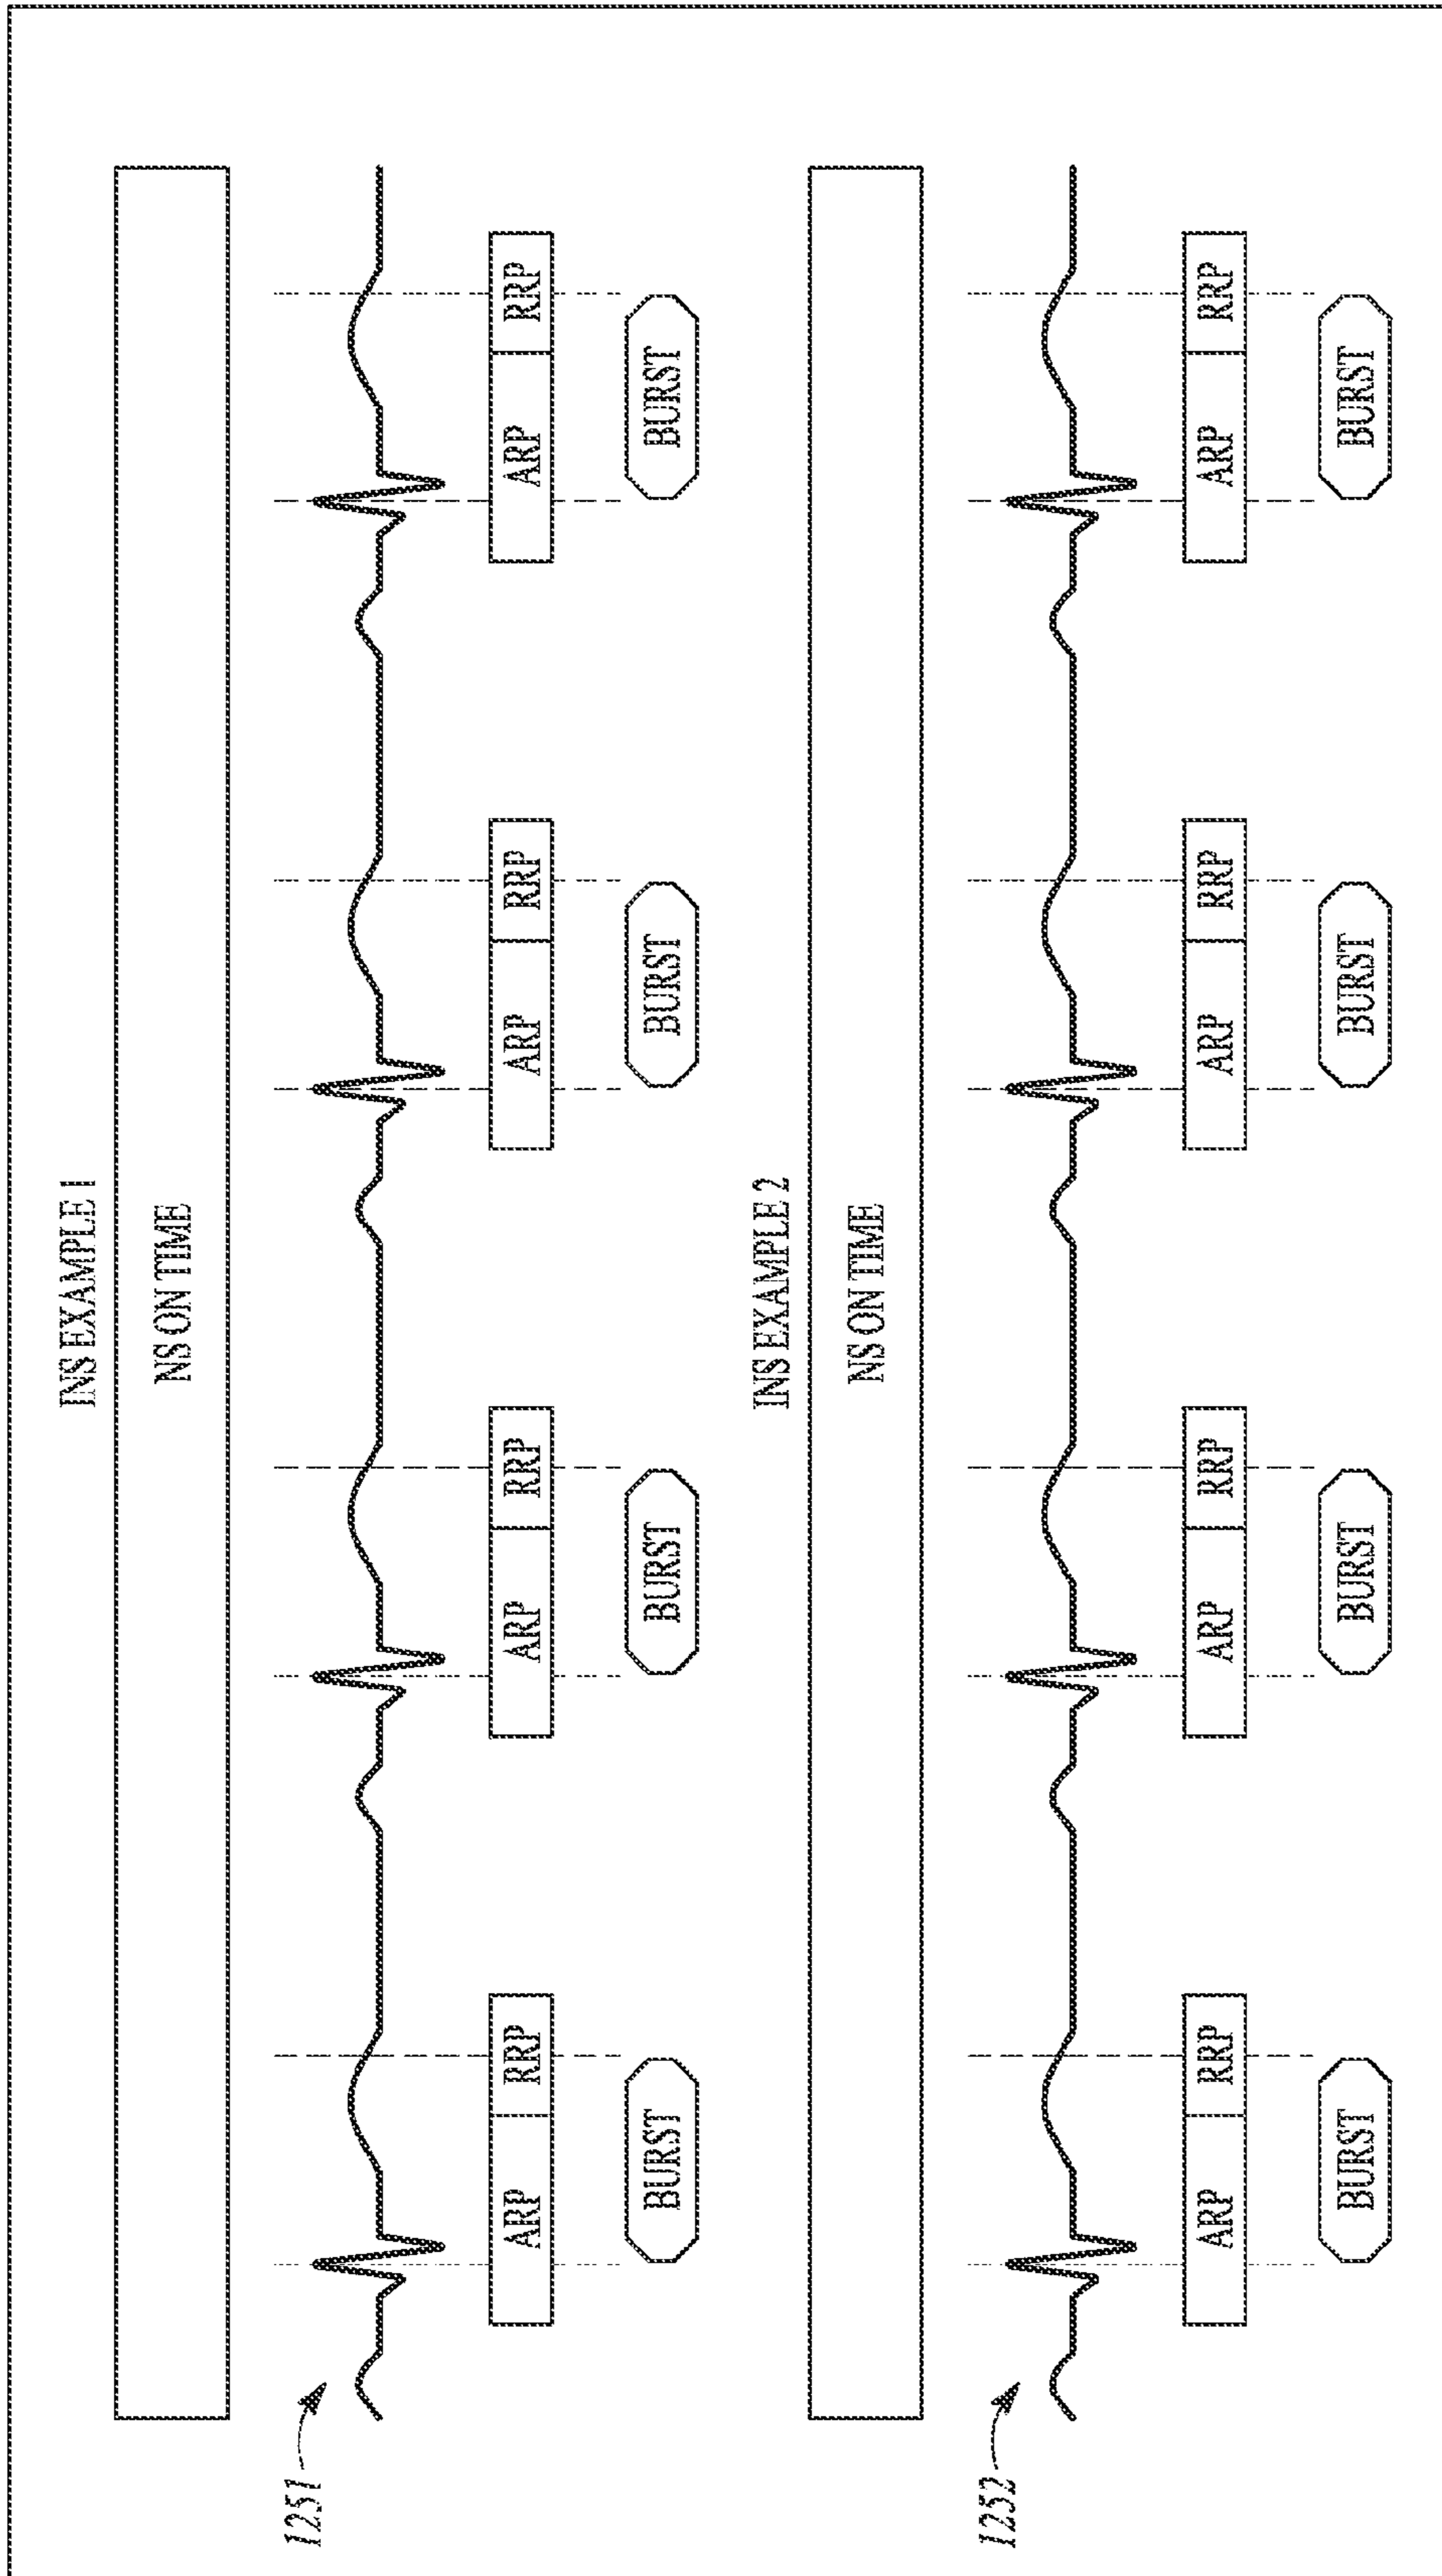 INS EXAMPLE 1
NS ON TIME
1251
ARP RRP ARP RRP ARP RRP ARP RRP
BURST BURST BURST BURST
INS EXAMPLE 2
NS ON TIME
1252
ARP RRP ARP RRP ARP RRP ARP RRP
BURST BURST BURST BURST